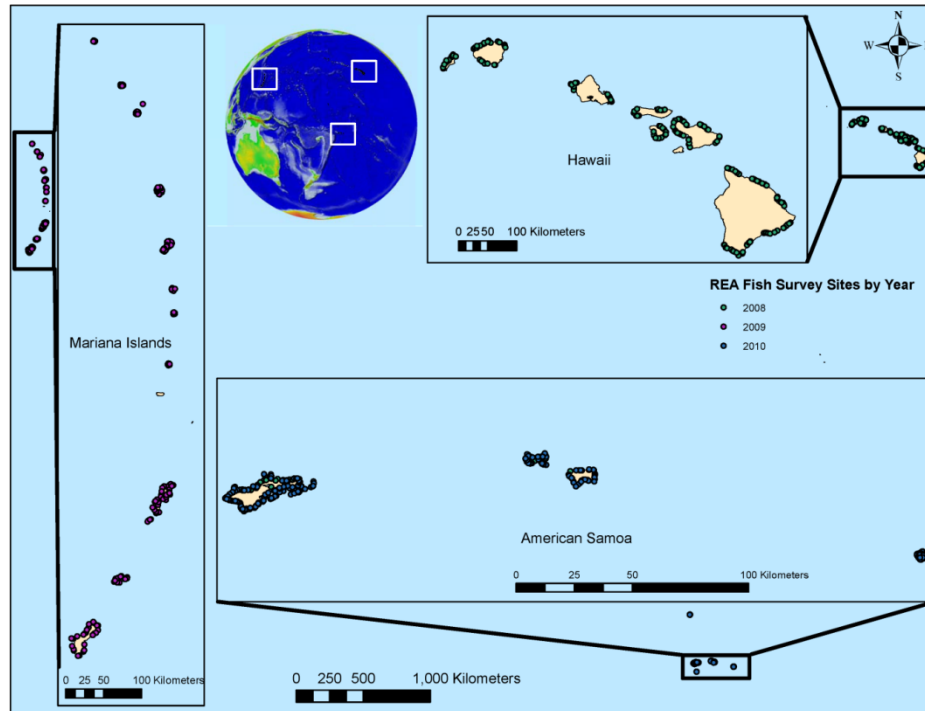 N
W
E
S
Hawaii
0 25 50 100 Kilometers
REA Fish Survey Sites by Year
2008
2009
2010
Mariana Islands
American Samoa
0 25 50 100 Kilometers
0 25 50 100 Kilometers
0 250 500 1,000 Kilometers